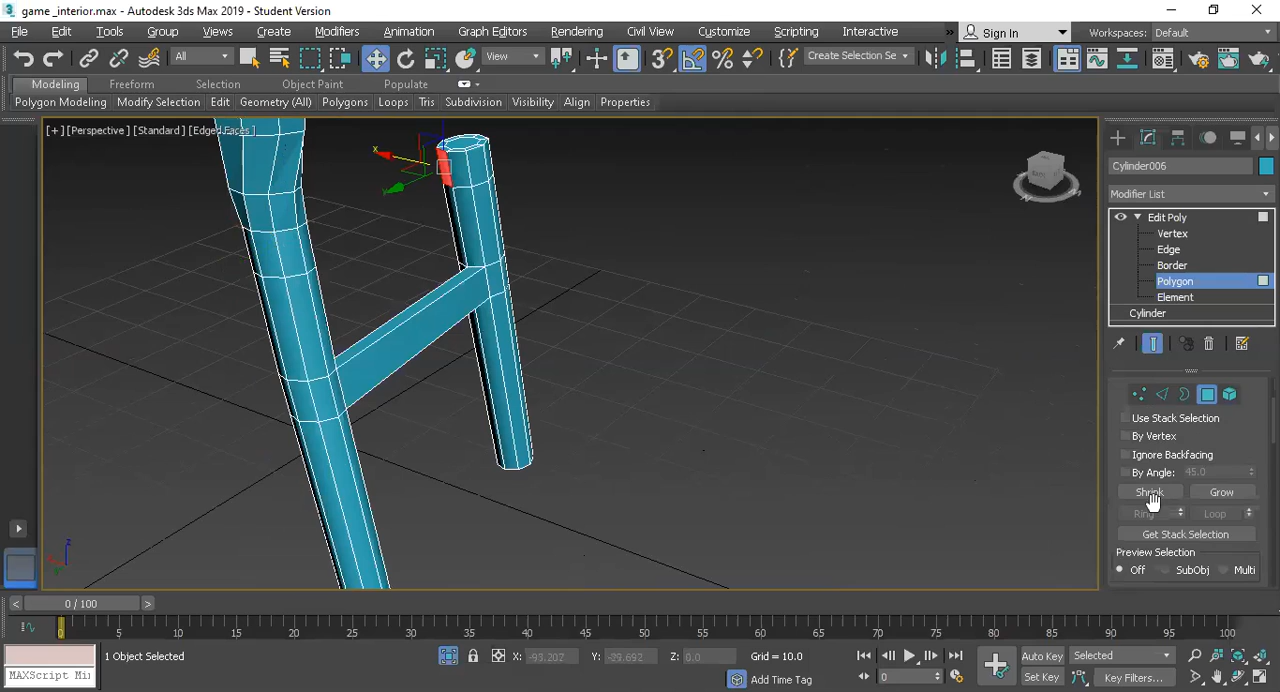 game _interior.max - Autodesk 3ds Max 2019 - Student Version
File Edit Tools Group Views Create Modifiers Animation Graph Editors Rendering Civil View Customize Scripting Interactive » Sign In Workspaces: Default
All View Create Selection Se
Modeling Freeform Selection Object Paint Populate
Polygon Modeling Modify Selection Edit Geometry (All) Polygons Loops Tris Subdivision Visibility Align Properties
[+] [Perspective] [Standard] [Edged Faces]
x
y
Cylinder006
Modifier List
Edit Poly
Vertex
Edge
Border
Polygon
Element
Cylinder
Use Stack Selection
By Vertex
Ignore Backfacing
By Angle: 45.0
Shrink Grow
Ring Loop
Get Stack Selection
Preview Selection
Off SubObj Multi
z
< 0 / 100 >
0 5 10 15 20 25 30 35 40 45 50 55 60 65 70 75 80 85 90 95 100
1 Object Selected X: -93.202 Y: -29.692 Z: 0.0 Grid = 10.0 Auto Key Selected
MAXScript Mi Add Time Tag 0 Set Key Key Filters...